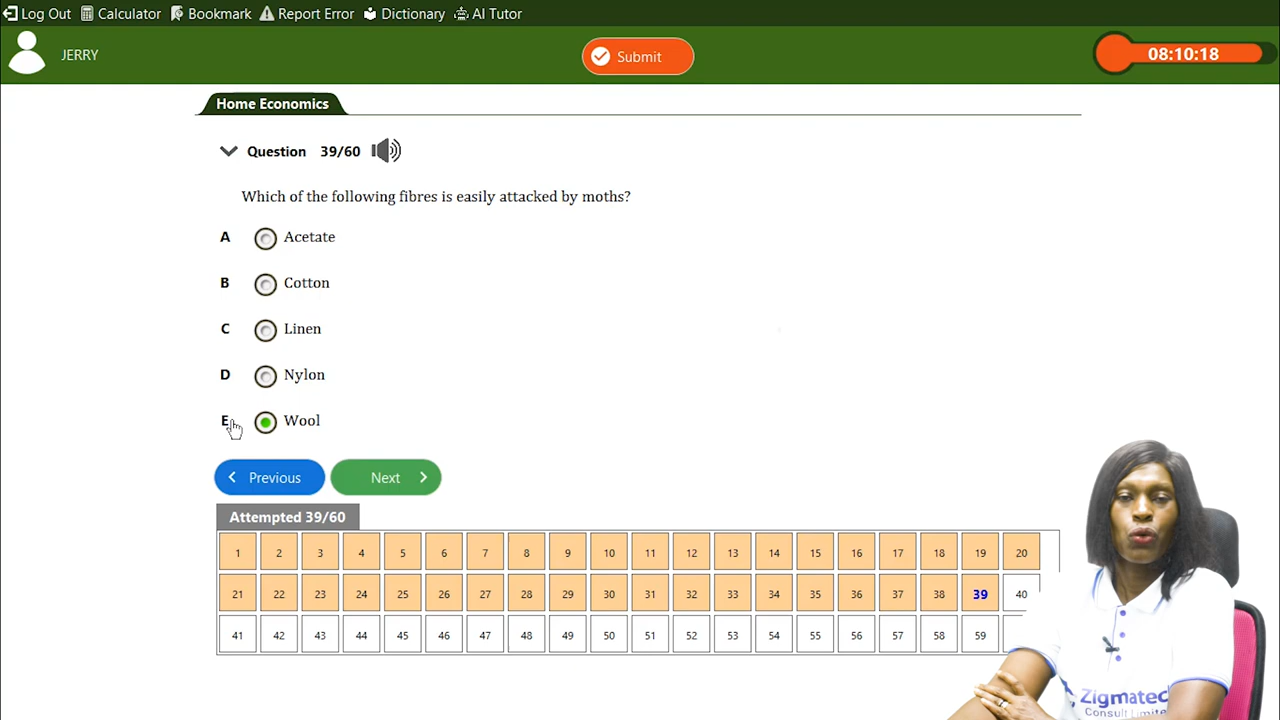 Log Out Calculator Bookmark Report Error Dictionary AI Tutor
JERRY
Submit
08:10:18
Home Economics
Question 39/60
Which of the following fibres is easily attacked by moths?
A Acetate
B Cotton
C Linen
D Nylon
E Wool
Previous Next
Attempted 39/60
1 2 3 4 5 6 7 8 9 10 11 12 13 14 15 16 17 18 19 20
21 22 23 24 25 26 27 28 29 30 31 32 33 34 35 36 37 38 39 40
41 42 43 44 45 46 47 48 49 50 51 52 53 54 55 56 57 58 59
Zigmatech
Consult Limited